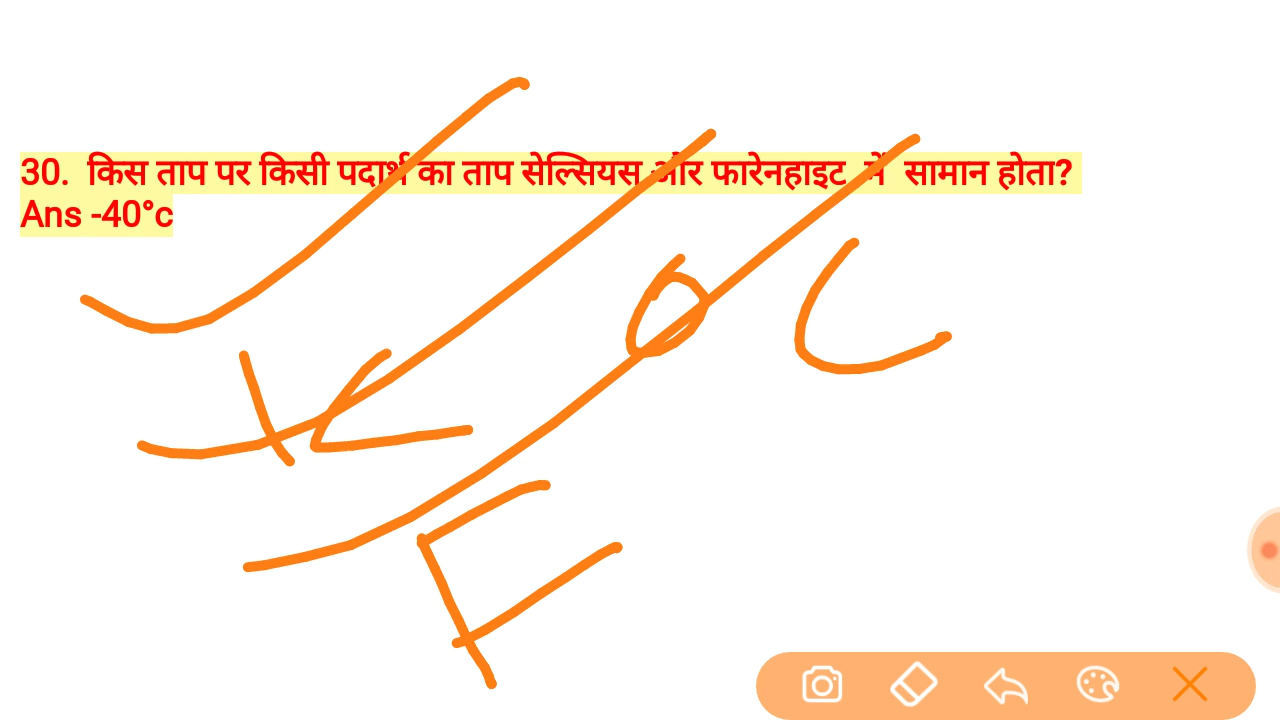 30. किस ताप पर किसी पदार्थ का ताप सेल्सियस और फारेनहाइट में सामान होता?
Ans -40°c
K
° C
F